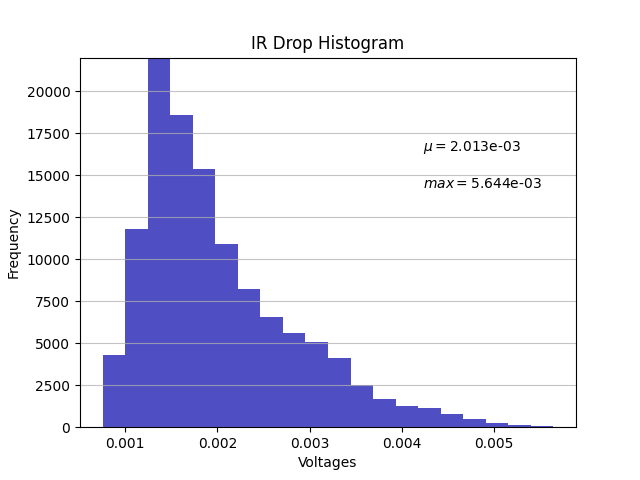 IR Drop Histogram
20000
17500
15000
12500
10000
7500
5000
2500
0
Frequency
μ = 2.013e-03
max = 5.644e-03
0.001 0.002 0.003 0.004 0.005
Voltages